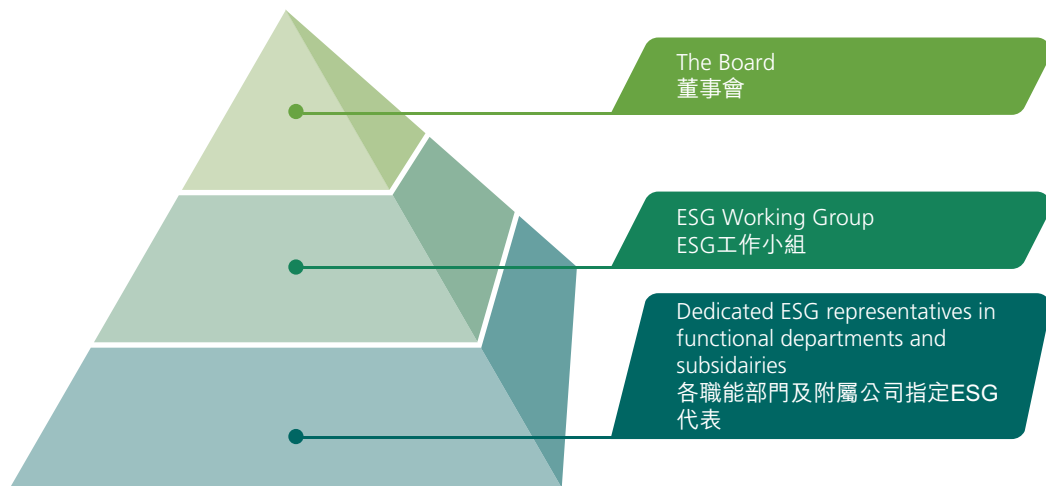 The Board
董事會
ESG Working Group
ESG工作小組
Dedicated ESG representatives in
functional departments and
subsidairies
各職能部門及附屬公司指定ESG
代表